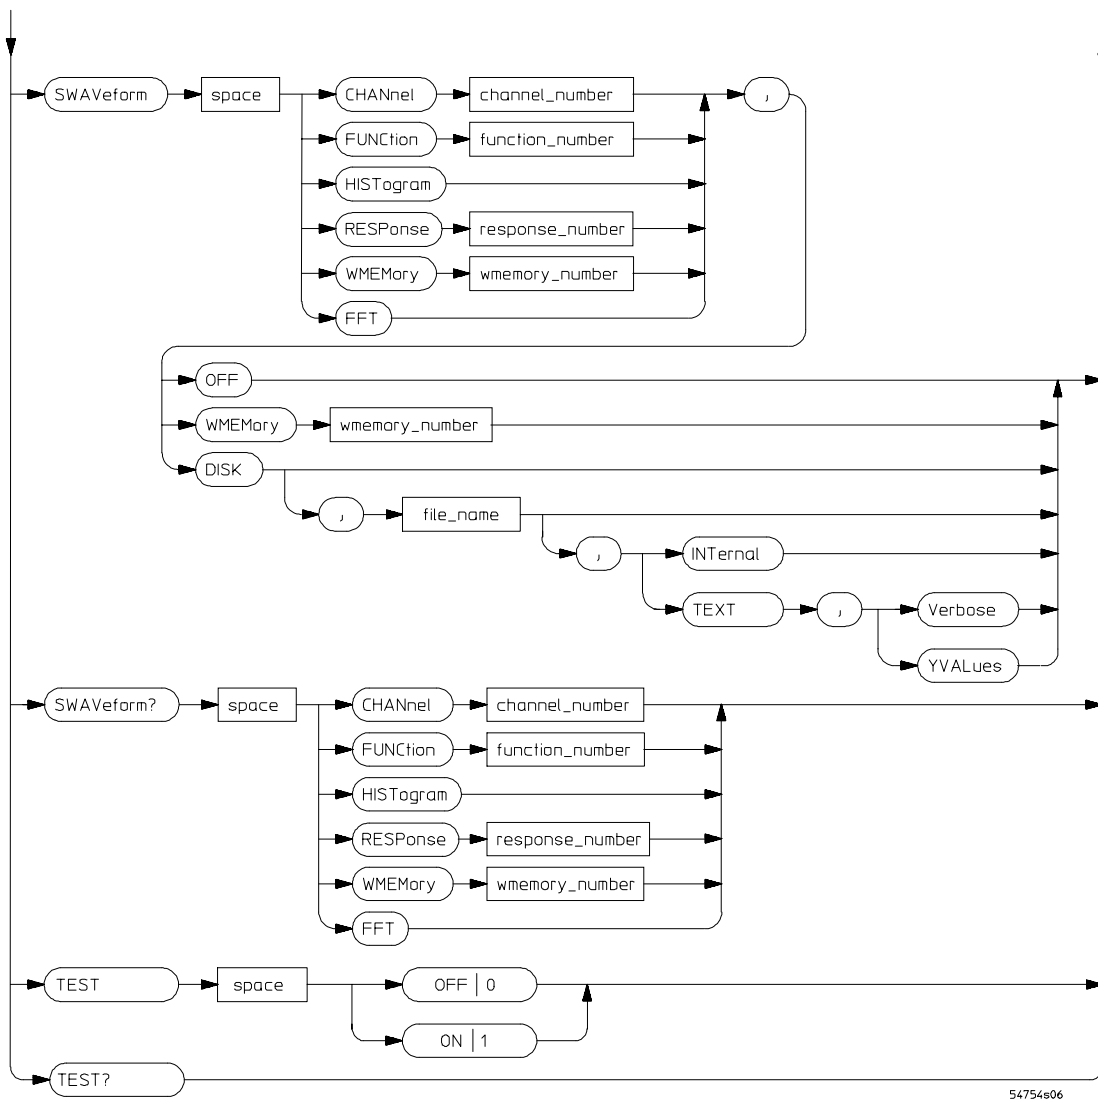 SWAVeform space CHANnel channel_number ,
FUNCtion function_number
HISTogram
RESPonse response_number
WMEMory wmemory_number
FFT
OFF
WMEMory wmemory_number
DISK
, file_name
, INTernal
TEXT , Verbose
YVALues
SWAVeform? space CHANnel channel_number
FUNCtion function_number
HISTogram
RESPonse response_number
WMEMory wmemory_number
FFT
TEST space OFF | 0
ON | 1
TEST?
54754s06